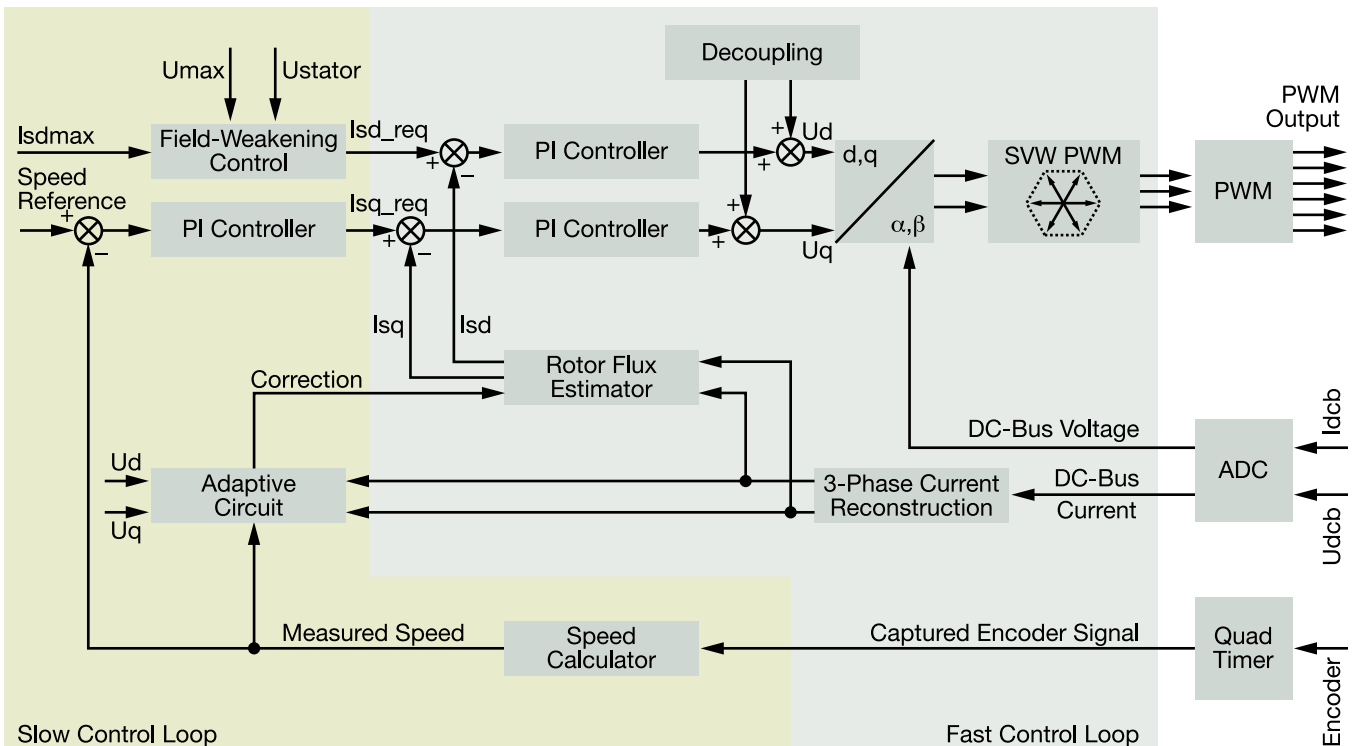 Umax
Ustator
Decoupling
PWM
Output
Isdmax
Field-Weakening
Control
Isd_req
+
−
PI Controller
+
+
Ud
d,q
α,β
SVW PWM
PWM
Speed
Reference
+
−
PI Controller
Isq_req
+
−
PI Controller
+
+
Uq
Isq
Isd
Rotor Flux
Estimator
Correction
DC-Bus Voltage
Idcb
ADC
Ud
Uq
Adaptive
Circuit
3-Phase Current
Reconstruction
DC-Bus
Current
Udcb
Measured Speed
Speed
Calculator
Captured Encoder Signal
Quad
Timer
Encoder
Slow Control Loop
Fast Control Loop